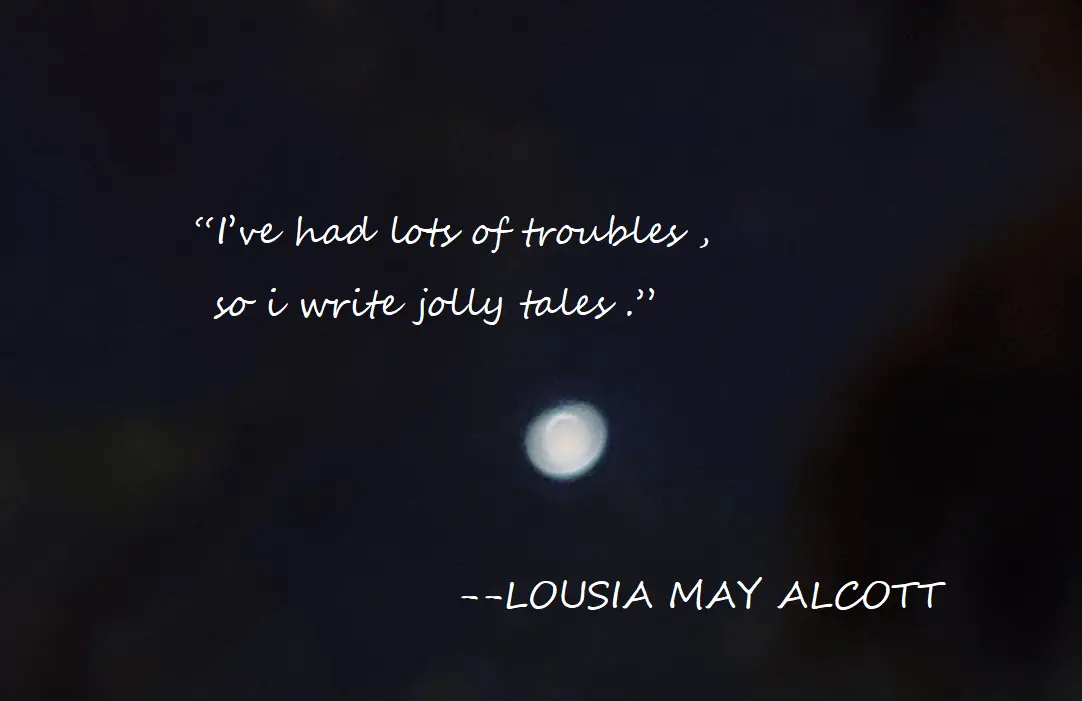 “I’ve had lots of troubles ,
so i write jolly tales .”
--LOUSIA MAY ALCOTT